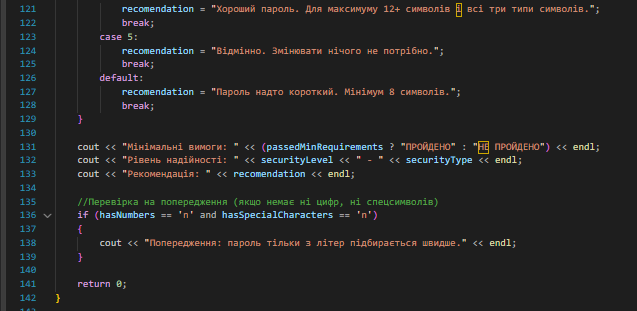 121 recomendation = "Хороший пароль. Для максимуму 12+ символів і всі три типи символів.";
122 break;
123 case 5:
124 recomendation = "Відмінно. Змінювати нічого не потрібно.";
125 break;
126 default:
127 recomendation = "Пароль надто короткий. Мінімум 8 символів.";
128 break;
129 }
130
131 cout << "Мінімальні вимоги: " << (passedMinRequirements ? "ПРОЙДЕНО" : "НЕ ПРОЙДЕНО") << endl;
132 cout << "Рівень надійності: " << securityLevel << " - " << securityType << endl;
133 cout << "Рекомендація: " << recomendation << endl;
134
135 //Перевірка на попередження (якщо немає ні цифр, ні спецсимволів)
136 if (hasNumbers == 'n' and hasSpecialCharacters == 'n')
137 {
138 cout << "Попередження: пароль тільки з літер підбирається швидше." << endl;
139 }
140
141 return 0;
142 }